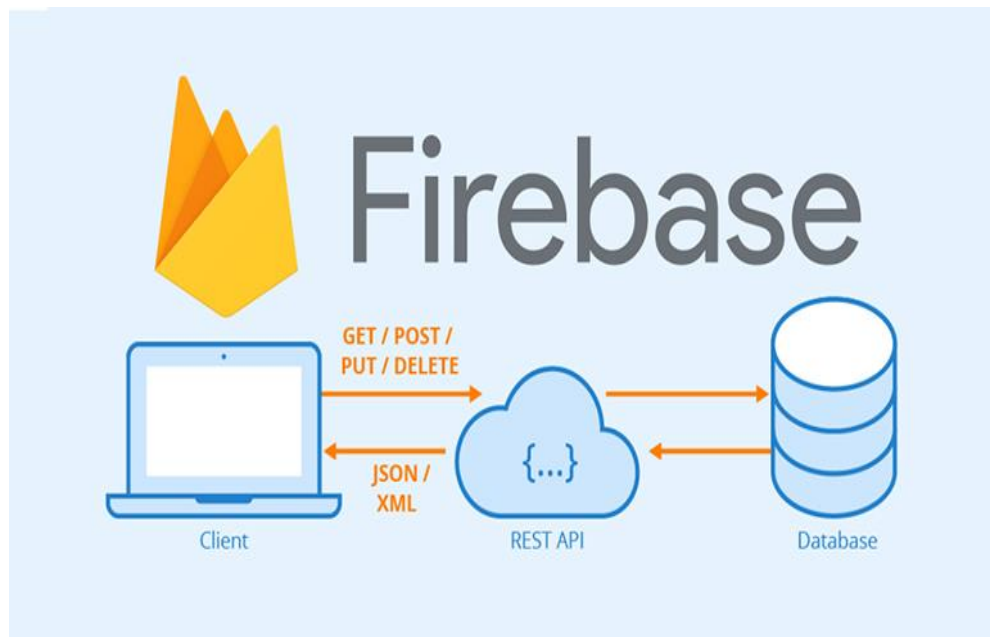 Firebase
GET / POST /
PUT / DELETE
{...}
JSON /
XML
Client
REST API
Database